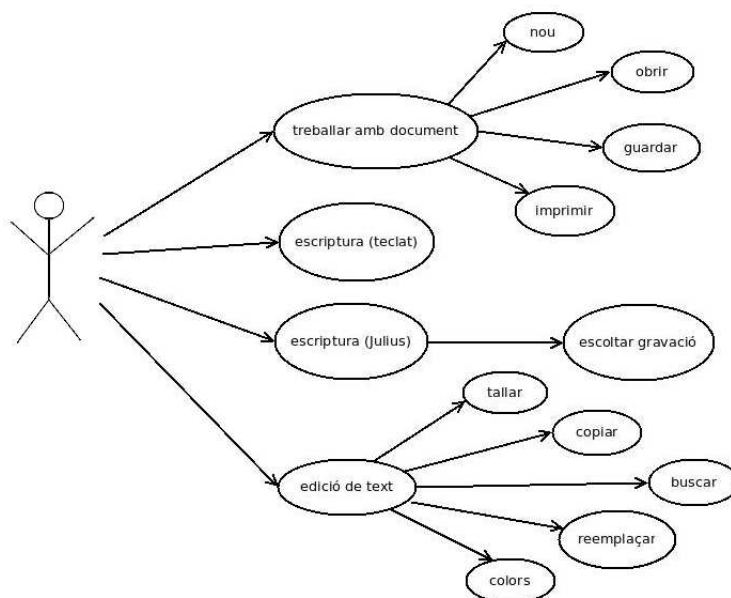 nou
obrir
treballar amb document
guardar
imprimir
escriptura (teclat)
escriptura (Julius)
escoltar gravació
tallar
copiar
edició de text
buscar
reemplaçar
colors